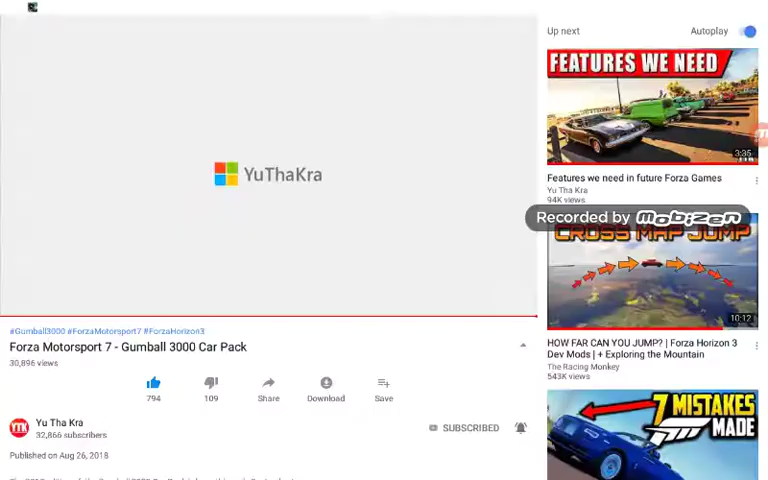 Up next
Autoplay
YuThaKra
FEATURES WE NEED
3:35
Features we need in future Forza Games
Yu Tha Kra
94K views
Recorded by MOBIZEN
CROSS MAP JUMP
10:12
HOW FAR CAN YOU JUMP? | Forza Horizon 3
Dev Mods | + Exploring the Mountain
The Racing Monkey
543K views
7 MISTAKES
MADE
#Gumball3000 #ForzaMotorsport7 #ForzaHorizon3
Forza Motorsport 7 - Gumball 3000 Car Pack
30,896 views
794
109
Share
Download
Save
YTK
Yu Tha Kra
32,866 subscribers
SUBSCRIBED
Published on Aug 26, 2018